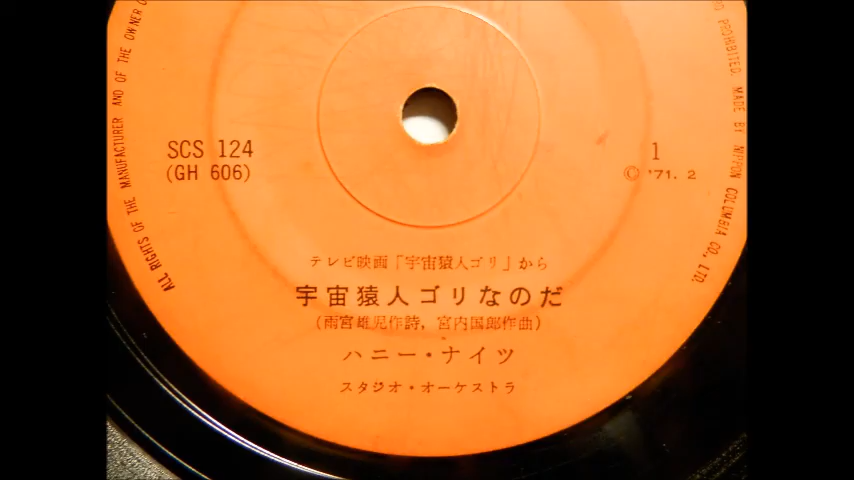 ALL RIGHTS OF THE MANUFACTURER AND OF THE OWNER O
PROHIBITED. MADE BY NIPPON COLUMBIA CO., LTD.
SCS 124
(GH 606)
1
© '71. 2
テレビ映画「宇宙猿人ゴリ」から
宇宙猿人ゴリなのだ
(雨宮雄児作詩, 宮内国郎作曲)
ハニー・ナイツ
スタジオ・オーケストラ